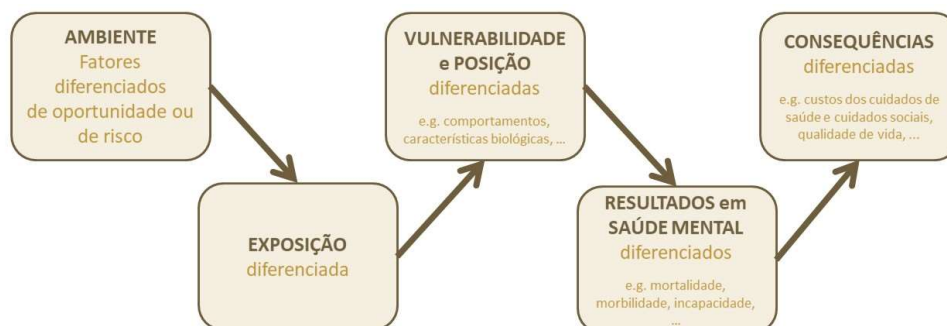 AMBIENTE
Fatores
diferenciados
de oportunidade ou
de risco
EXPOSIÇÃO
diferenciada
VULNERABILIDADE
e POSIÇÃO
diferenciadas
e.g. comportamentos,
características biológicas, ...
RESULTADOS em
SAÚDE MENTAL
diferenciados
e.g. mortalidade,
morbilidade, incapacidade,
...
CONSEQUÊNCIAS
diferenciadas
e.g. custos dos cuidados de
saúde e cuidados sociais,
qualidade de vida, ...